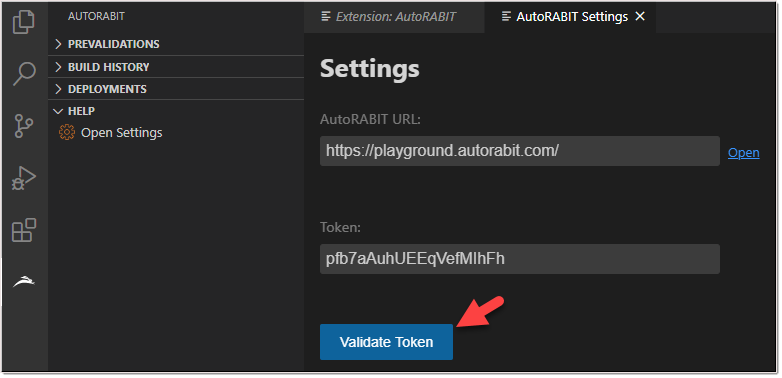 AUTORABIT
PREVALIDATIONS
BUILD HISTORY
DEPLOYMENTS
HELP
Open Settings
Extension: AutoRABIT
AutoRABIT Settings
Settings
AutoRABIT URL:
https://playground.autorabit.com/
Open
Token:
pfb7aAuhUEEqVefMIhFh
Validate Token